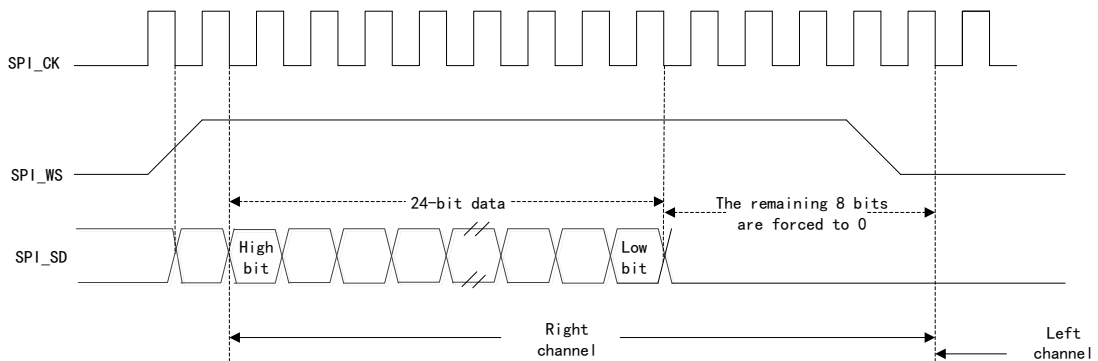 SPI_CK
SPI_WS
24-bit data
The remaining 8 bits
are forced to 0
SPI_SD
High
bit
Low
bit
Right
channel
Left
channel